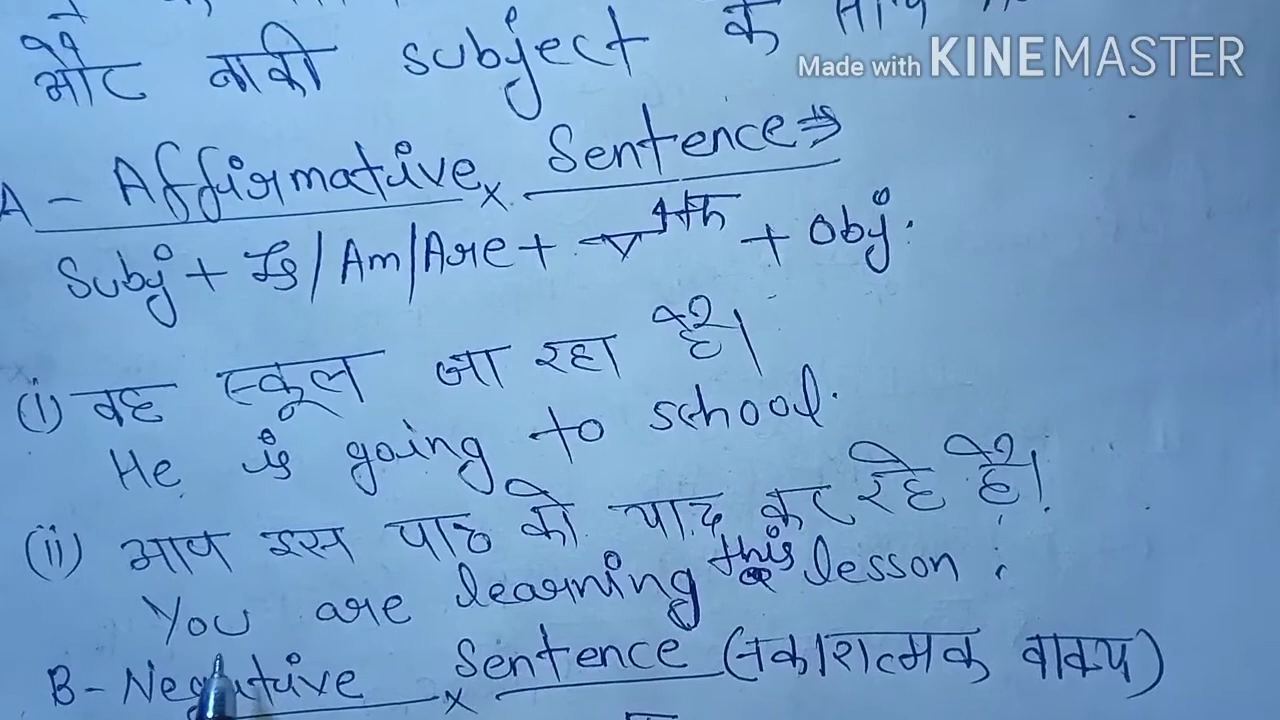 और बाकी subject के साथ
Made with KINEMASTER
A - Affirmative Sentence ⇒
Subj + Is/Am/Are + V 4th + Obj.
(i) वह स्कूल जा रहा है।
He is going to school.
(ii) आप इस पाठ को याद कर रहे हैं।
You are learning this lesson.
B - Negative Sentence (नकारात्मक वाक्य)